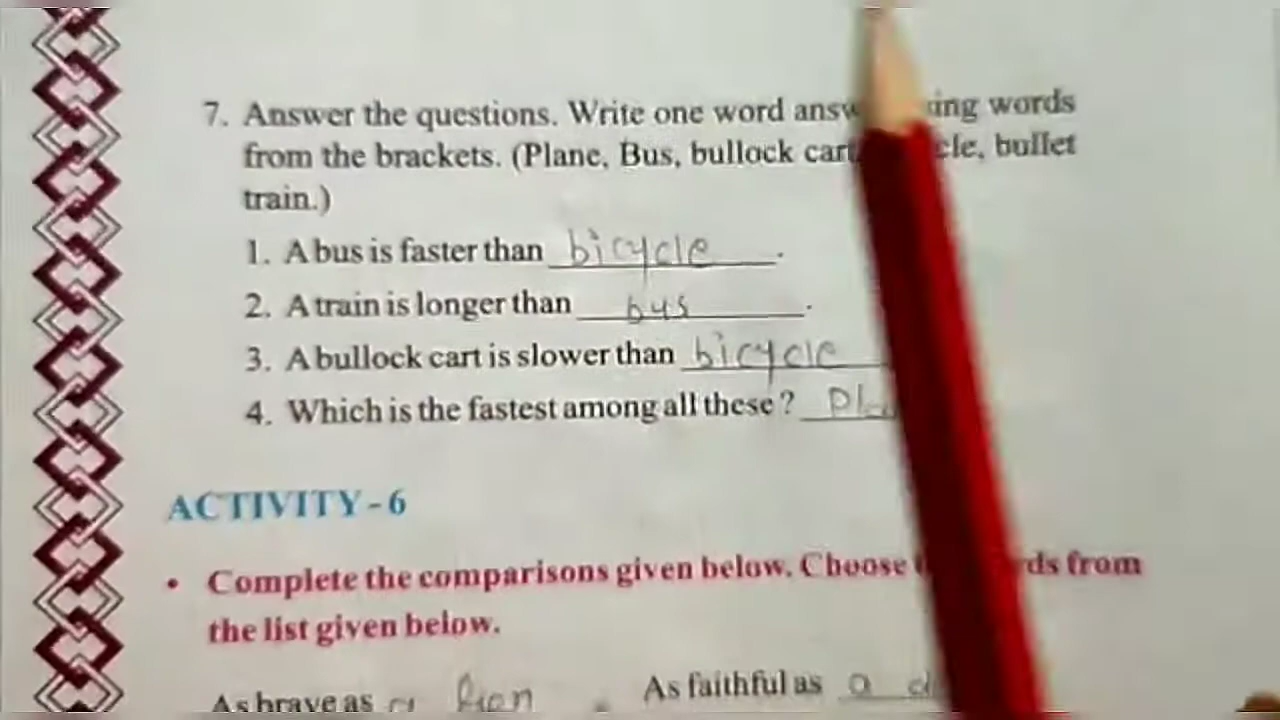 7. Answer the questions. Write one word words
from the brackets. (Plane, Bus, bullock cart bullet
train.)
1. A bus is faster than bicycle.
2. A train is longer than bus.
3. A bullock cart is slower than bicycle
4. Which is the fastest among all these?
ACTIVITY - 6
• Complete the comparisons given below. Choose from
the list given below.
As brave as a lion. As faithful as a